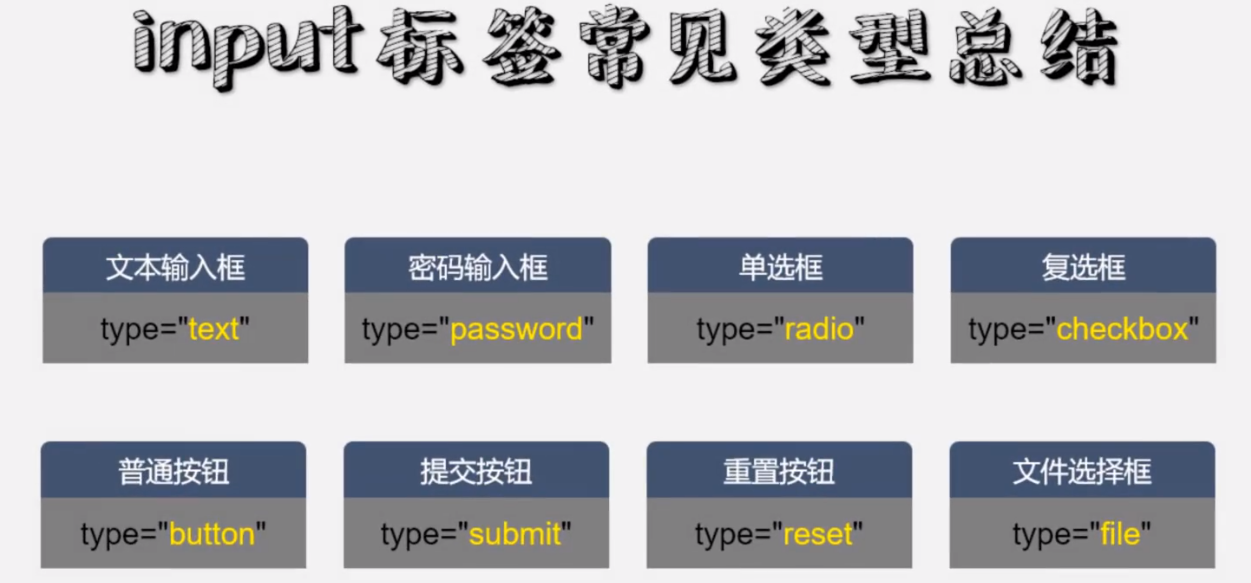 input标签常见类型总结
文本输入框 密码输入框 单选框 复选框
type="text" type="password" type="radio" type="checkbox"
普通按钮 提交按钮 重置按钮 文件选择框
type="button" type="submit" type="reset" type="file"